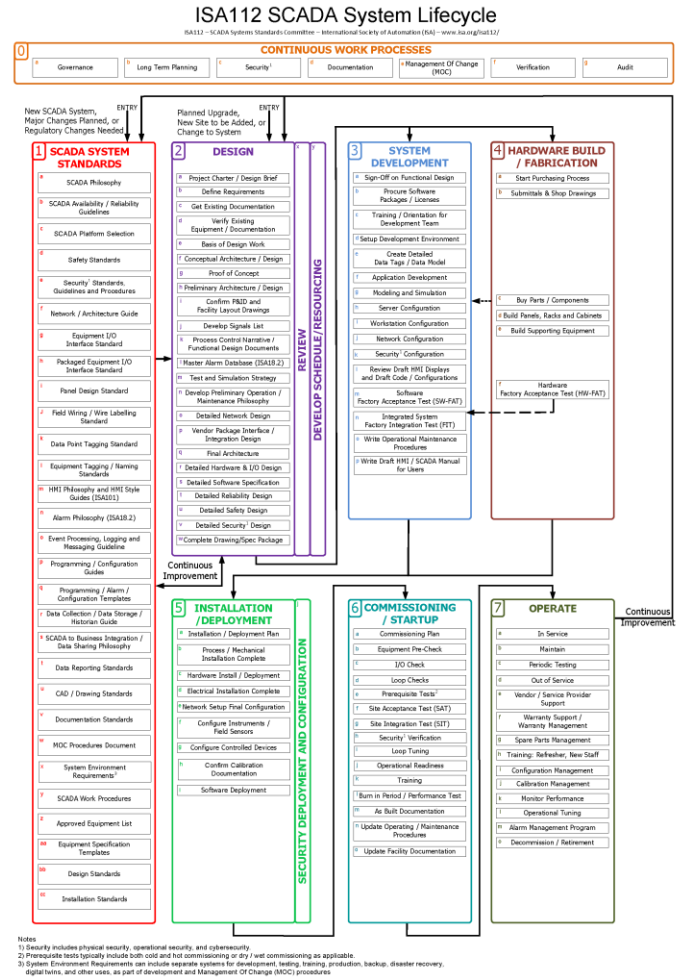 ISA112 SCADA System Lifecycle
ISA112 – SCADA Systems Standards Committee – International Society of Automation (ISA) – www.isa.org/isa112/
0
CONTINUOUS WORK PROCESSES
a Governance
b Long Term Planning
c Security1
d Documentation
e Management Of Change
(MOC)
f Verification
g Audit
New SCADA System,
Major Changes Planned, or
Regulatory Changes Needed
ENTRY
Planned Upgrade,
New Site to be Added, or
Change to System
ENTRY
1 SCADA SYSTEM
STANDARDS
a SCADA Philosophy
b SCADA Availability / Reliability
Guidelines
c SCADA Platform Selection
d Safety Standards
e Security1 Standards,
Guidelines and Procedures
f Network / Architecture Guide
g Equipment I/O
Interface Standard
h Packaged Equipment I/O
Interface Standard
i Panel Design Standard
j Field Wiring / Wire Labelling
Standard
k Data Point Tagging Standard
l Equipment Tagging / Naming
Standards
m HMI Philosophy and HMI Style
Guides (ISA101)
n Alarm Philosophy (ISA18.2)
o Event Processing, Logging and
Messaging Guideline
p Programming / Configuration
Guides
q Programming / Alarm /
Configuration Templates
r Data Collection / Data Storage /
Historian Guide
s SCADA to Business Integration /
Data Sharing Philosophy
t Data Reporting Standards
u CAD / Drawing Standards
v Documentation Standards
w MOC Procedures Document
x System Environment
Requirements3
y SCADA Work Procedures
z Approved Equipment List
aa Equipment Specification
Templates
bb Design Standards
cc Installation Standards
2 DESIGN
a Project Charter / Design Brief
b Define Requirements
c Get Existing Documentation
d Verify Existing
Equipment / Documentation
e Basis of Design Work
f Conceptual Architecture / Design
g Proof of Concept
h Preliminary Architecture / Design
i Confirm P&ID and
Facility Layout Drawings
j Develop Signals List
k Process Control Narrative /
Functional Design Documents
l Master Alarm Database (ISA18.2)
m Test and Simulation Strategy
n Develop Preliminary Operation /
Maintenance Philosophy
o Detailed Network Design
p Vendor Package Interface /
Integration Design
q Final Architecture
r Detailed Hardware & I/O Design
s Detailed Software Specification
t Detailed Reliability Design
u Detailed Safety Design
v Detailed Security1 Design
w Complete Drawing/Spec Package
x REVIEW
y DEVELOP SCHEDULE/RESOURCING
Continuous
Improvement
3 SYSTEM
DEVELOPMENT
a Sign-Off on Functional Design
b Procure Software
Packages / Licenses
c Training / Orientation for
Development Team
d Setup Development Environment
e Create Detailed
Data Tags / Data Model
f Application Development
g Modeling and Simulation
h Server Configuration
i Workstation Configuration
j Network Configuration
k Security1 Configuration
l Review Draft HMI Displays
and Draft Code / Configurations
m Software
Factory Acceptance Test (SW-FAT)
n Integrated System
Factory Integration Test (FIT)
o Write Operational Maintenance
Procedures
p Write Draft HMI / SCADA Manual
for Users
4 HARDWARE BUILD
/ FABRICATION
a Start Purchasing Process
b Submittals & Shop Drawings
c Buy Parts / Components
d Build Panels, Racks and Cabinets
e Build Supporting Equipment
f Hardware
Factory Acceptance Test (HW-FAT)
5 INSTALLATION
/DEPLOYMENT
a Installation / Deployment Plan
b Process / Mechanical
Installation Complete
c Hardware Install / Deployment
d Electrical Installation Complete
e Network Setup Final Configuration
f Configure Instruments /
Field Sensors
g Configure Controlled Devices
h Confirm Calibration
Documentation
i Software Deployment
j SECURITY DEPLOYMENT AND CONFIGURATION
6 COMMISSIONING
/ STARTUP
a Commissioning Plan
b Equipment Pre-Check
c I/O Check
d Loop Checks
e Prerequisite Tests2
f Site Acceptance Test (SAT)
g Site Integration Test (SIT)
h Security1 Verification
i Loop Tuning
j Operational Readiness
k Training
l Burn in Period / Performance Test
m As Built Documentation
n Update Operating / Maintenance
Procedures
o Update Facility Documentation
7 OPERATE
a In Service
b Maintain
c Periodic Testing
d Out of Service
e Vendor / Service Provider
Support
f Warranty Support /
Warranty Management
g Spare Parts Management
h Training: Refresher, New Staff
i Configuration Management
j Calibration Management
k Monitor Performance
l Operational Tuning
m Alarm Management Program
o Decommission / Retirement
Continuous
Improvement
Notes
1) Security includes physical security, operational security, and cybersecurity.
2) Prerequisite tests typically include both cold and hot commissioning or dry / wet commissioning as applicable.
3) System Environment Requirements can include separate systems for development, testing, training, production, backup, disaster recovery,
digital twins, and other uses, as part of development and Management Of Change (MOC) procedures